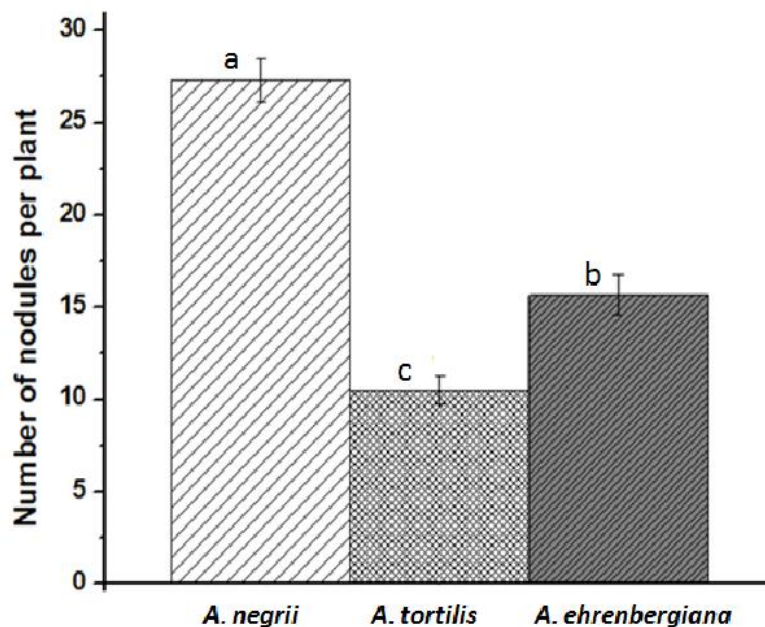 Number of nodules per plant
30
25
20
15
10
5
0
a
c
b
A. negrii
A. tortilis
A. ehrenbergiana